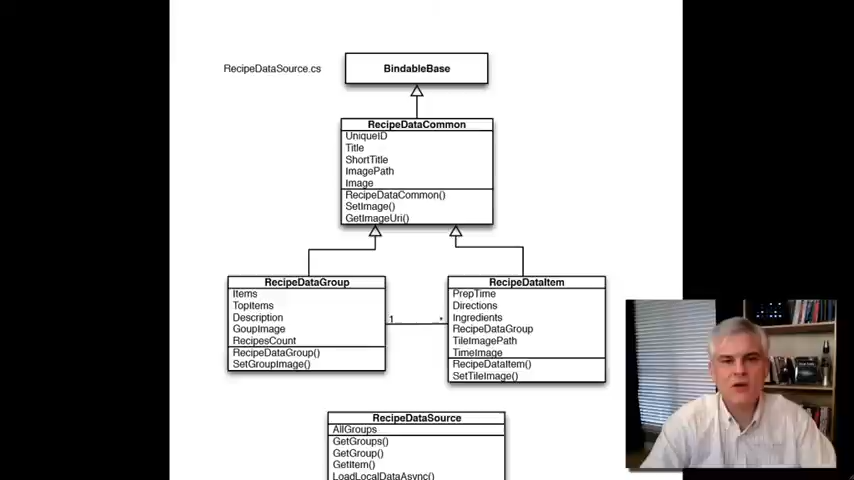 RecipeDataSource.cs
BindableBase
RecipeDataCommon
UniqueID
Title
ShortTitle
ImagePath
Image
RecipeDataCommon()
SetImage()
GetImageUri()
RecipeDataGroup
Items
TopItems
Description
GoupImage
RecipesCount
RecipeDataGroup()
SetGroupImage()
1
*
RecipeDataItem
PrepTime
Directions
Ingredients
RecipeDataGroup
TileImagePath
TimeImage
RecipeDataItem()
SetTileImage()
RecipeDataSource
AllGroups
GetGroups()
GetGroup()
GetItem()
LoadLocalDataAsync()